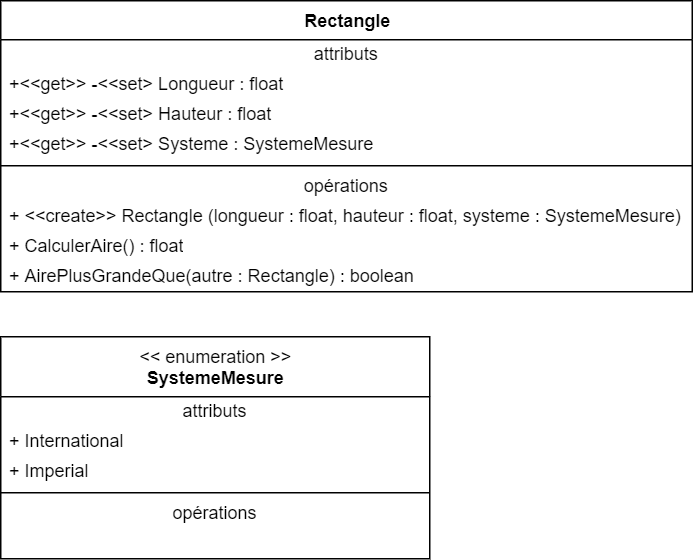 Rectangle
attributs
+<<get>> -<<set> Longueur : float
+<<get>> -<<set> Hauteur : float
+<<get>> -<<set> Systeme : SystemeMesure
opérations
+ <<create>> Rectangle (longueur : float, hauteur : float, systeme : SystemeMesure)
+ CalculerAire() : float
+ AirePlusGrandeQue(autre : Rectangle) : boolean
<< enumeration >>
SystemeMesure
attributs
+ International
+ Imperial
opérations